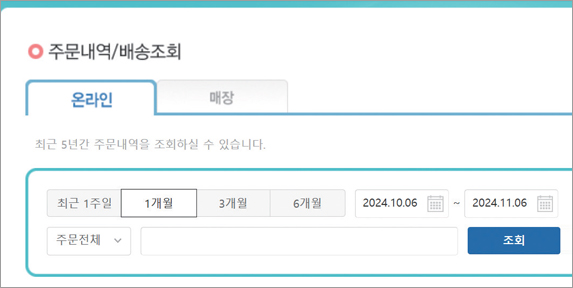 주문내역/배송조회
온라인 매장
최근 5년간 주문내역을 조회하실 수 있습니다.
최근 1주일 1개월 3개월 6개월 2024.10.06 ~ 2024.11.06
주문전체 조회